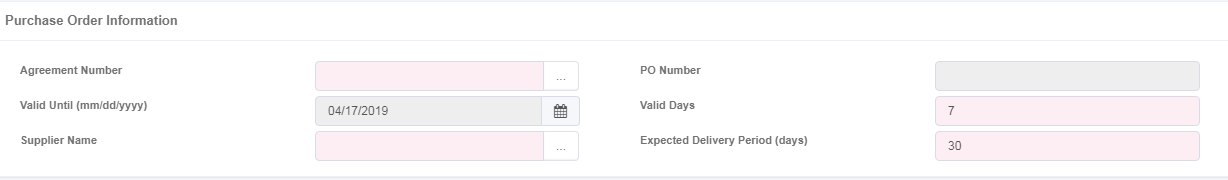 Purchase Order Information
Agreement Number ... PO Number
Valid Until (mm/dd/yyyy) 04/17/2019 Valid Days 7
Supplier Name ... Expected Delivery Period (days) 30